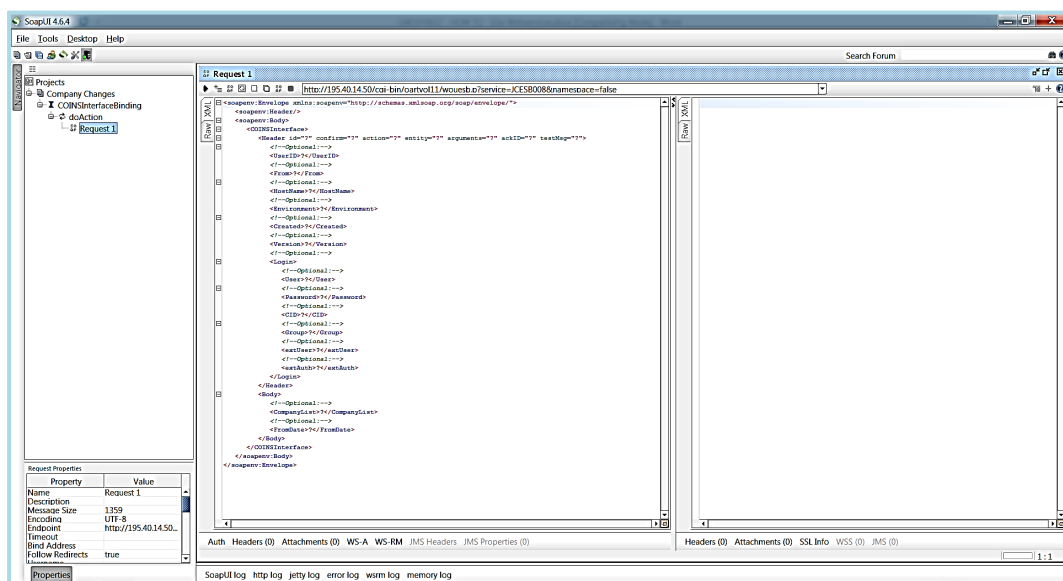 SoapUI 4.6.4
File Tools Desktop Help
Search Forum
Navigator
Projects
Company Changes
COINSInterfaceBinding
doAction
Request 1
Request 1
http://195.40.14.50/cgi-bin/oartvol11/wouesb.p?service=JCESB008&namespace=false
XML
Raw
<soapenv:Envelope xmlns:soapenv="http://schemas.xmlsoap.org/soap/envelope/">
<soapenv:Header/>
<soapenv:Body>
<COINSInterface>
<Header id="?" confirm="?" action="?" entity="?" arguments="?" ackID="?" testMsg="?">
<!--Optional:-->
<UserID>?</UserID>
<!--Optional:-->
<From>?</From>
<!--Optional:-->
<HostName>?</HostName>
<!--Optional:-->
<Environment>?</Environment>
<!--Optional:-->
<Created>?</Created>
<!--Optional:-->
<Version>?</Version>
<!--Optional:-->
<Login>
<!--Optional:-->
<User>?</User>
<!--Optional:-->
<Password>?</Password>
<!--Optional:-->
<CID>?</CID>
<!--Optional:-->
<Group>?</Group>
<!--Optional:-->
<extUser>?</extUser>
<!--Optional:-->
<extAuth>?</extAuth>
</Login>
</Header>
<Body>
<!--Optional:-->
<CompanyList>?</CompanyList>
<!--Optional:-->
<FromDate>?</FromDate>
</Body>
</COINSInterface>
</soapenv:Body>
</soapenv:Envelope>
XML
Raw
Request Properties
Property Value
Name Request 1
Description
Message Size 1359
Encoding UTF-8
Endpoint http://195.40.14.50...
Timeout
Bind Address
Follow Redirects true
Auth Headers (0) Attachments (0) WS-A WS-RM JMS Headers JMS Properties (0)
Headers (0) Attachments (0) SSL Info WSS (0) JMS (0)
1:1
Properties
SoapUI log http log jetty log error log wsrm log memory log